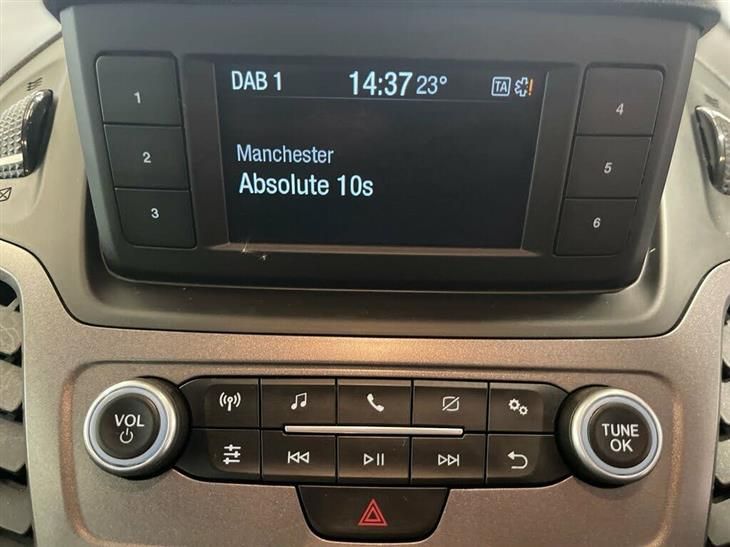 DAB 1 14:37 23° TA
Manchester
Absolute 10s
1
2
3
4
5
6
VOL
TUNE
OK